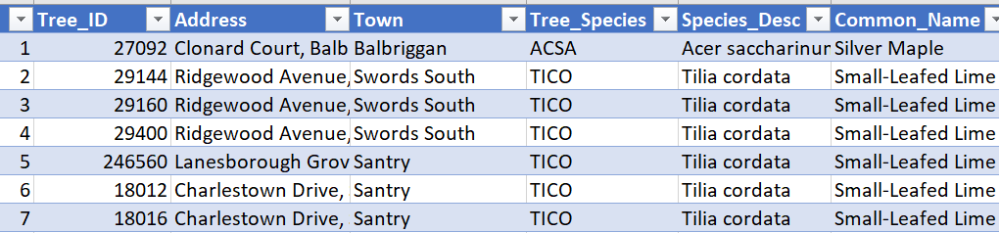 Tree_ID Address Town Tree_Species Species_Desc Common_Name
1 27092 Clonard Court, Balb Balbriggan ACSA Acer saccharinur Silver Maple
2 29144 Ridgewood Avenue, Swords South TICO Tilia cordata Small-Leafed Lime
3 29160 Ridgewood Avenue, Swords South TICO Tilia cordata Small-Leafed Lime
4 29400 Ridgewood Avenue, Swords South TICO Tilia cordata Small-Leafed Lime
5 246560 Lanesborough Grov Santry TICO Tilia cordata Small-Leafed Lime
6 18012 Charlestown Drive, Santry TICO Tilia cordata Small-Leafed Lime
7 18016 Charlestown Drive, Santry TICO Tilia cordata Small-Leafed Lime